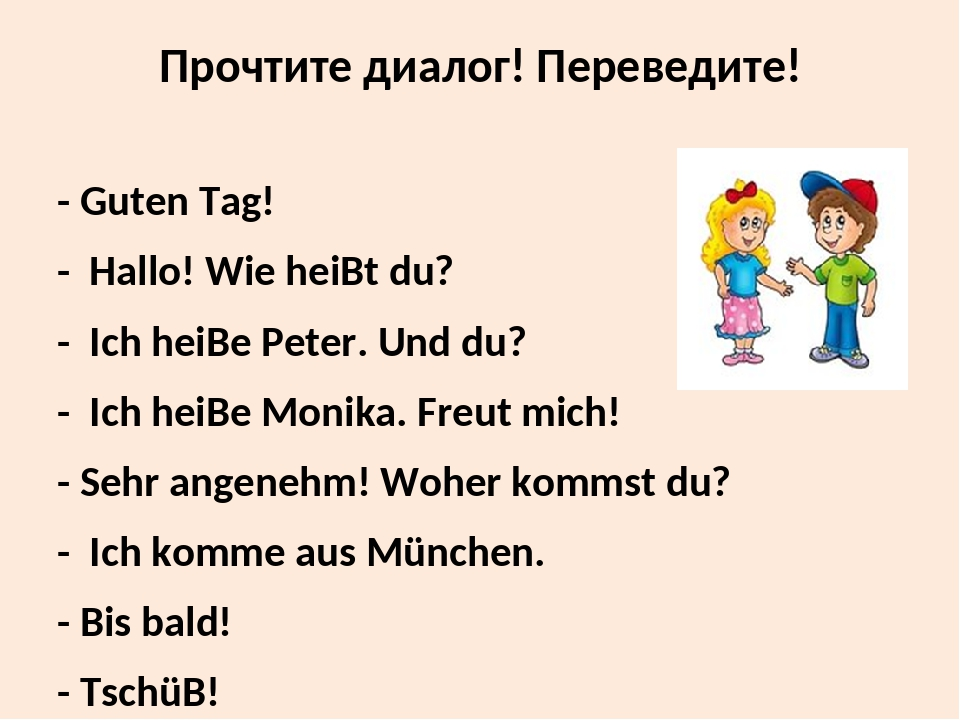 Прочтите диалог! Переведите!
- Guten Tag!
- Hallo! Wie heiBt du?
- Ich heiBe Peter. Und du?
- Ich heiBe Monika. Freut mich!
- Sehr angenehm! Woher kommst du?
- Ich komme aus München.
- Bis bald!
- TschüB!